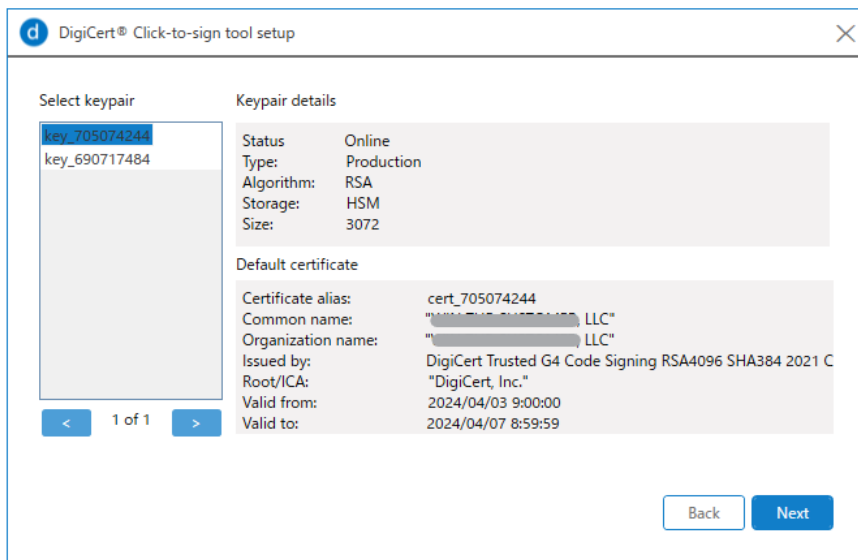 DigiCert® Click-to-sign tool setup
Select keypair
key_705074244
key_690717484
< 1 of 1 >
Keypair details
Status Online
Type: Production
Algorithm: RSA
Storage: HSM
Size: 3072
Default certificate
Certificate alias: cert_705074244
Common name: " , LLC"
Organization name: " LLC"
Issued by: DigiCert Trusted G4 Code Signing RSA4096 SHA384 2021 C
Root/ICA: "DigiCert, Inc."
Valid from: 2024/04/03 9:00:00
Valid to: 2024/04/07 8:59:59
Back Next